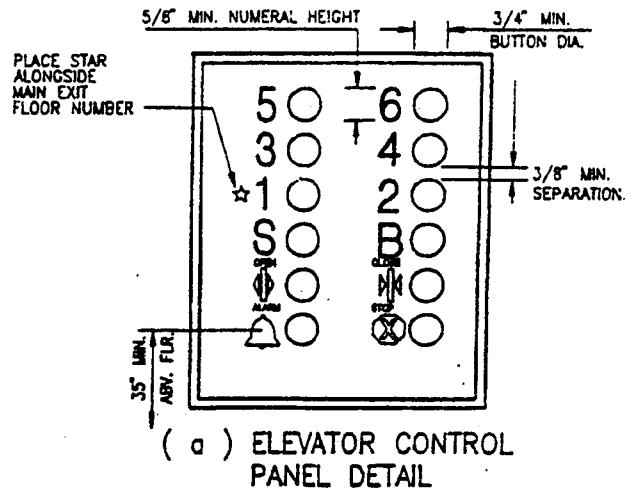 5/8" MIN. NUMERAL HEIGHT
3/4" MIN.
BUTTON DIA.
PLACE STAR
ALONGSIDE
MAIN EXIT
FLOOR NUMBER
5 6
3 4
1 2
3/8" MIN.
SEPARATION.
S B
OPEN CLOSE
ALARM STOP
X
35" MIN.
ABV. FLR.
( a ) ELEVATOR CONTROL
PANEL DETAIL